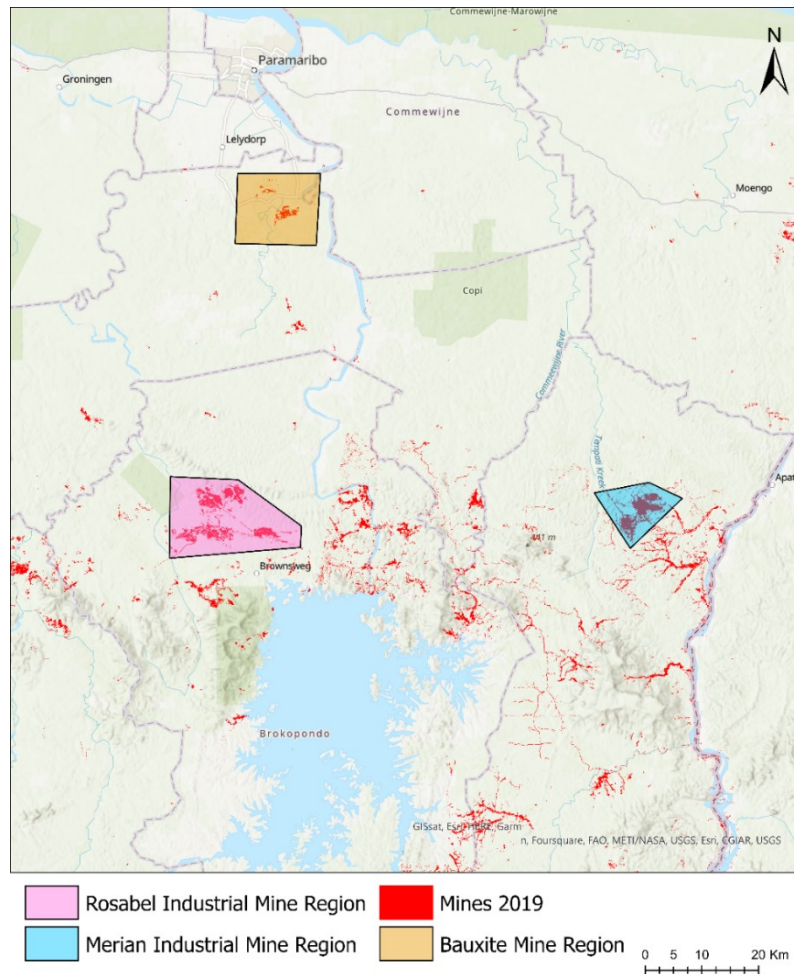 Commewijne-Marowijne
N
Paramaribo
Groningen
Commewijne
Lelydorp
Moengo
Copi
Commewijne River
Tampati Kreek
Apat
441 m
Brownsweg
Brokopondo
GISsat, Esri, HERE, Garm
n, Foursquare, FAO, METI/NASA, USGS, Esri, CGIAR, USGS
Rosabel Industrial Mine Region
Mines 2019
Merian Industrial Mine Region
Bauxite Mine Region
0 5 10 20 Km